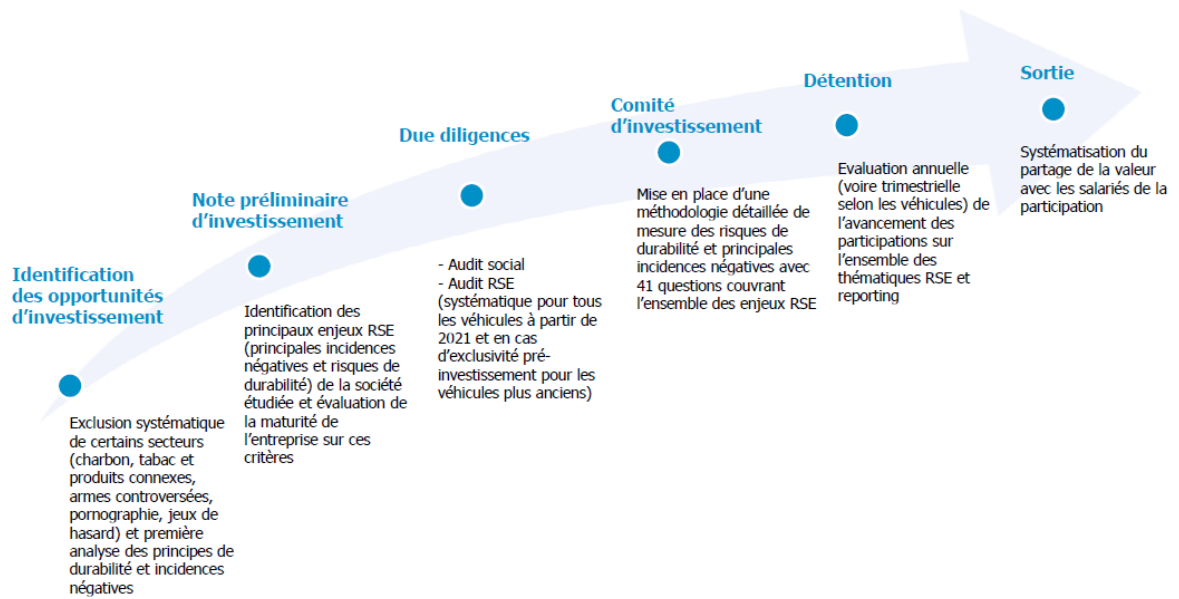 Identification
des opportunités
d’investissement
Exclusion systématique
de certains secteurs
(charbon, tabac et
produits connexes,
armes controversées,
pornographie, jeux de
hasard) et première
analyse des principes de
durabilité et incidences
négatives
Note préliminaire
d’investissement
Identification des
principaux enjeux RSE
(principales incidences
négatives et risques de
durabilité) de la société
étudiée et évaluation de
la maturité de
l’entreprise sur ces
critères
Due diligences
- Audit social
- Audit RSE
(systématique pour tous
les véhicules à partir de
2021 et en cas
d’exclusivité pré-
investissement pour les
véhicules plus anciens)
Comité
d’investissement
Mise en place d’une
méthodologie détaillée de
mesure des risques de
durabilité et principales
incidences négatives avec
41 questions couvrant
l’ensemble des enjeux RSE
Détention
Evaluation annuelle
(voire trimestrielle
selon les véhicules) de
l’avancement des
participations sur
l’ensemble des
thématiques RSE et
reporting
Sortie
Systématisation du
partage de la valeur
avec les salariés de la
participation